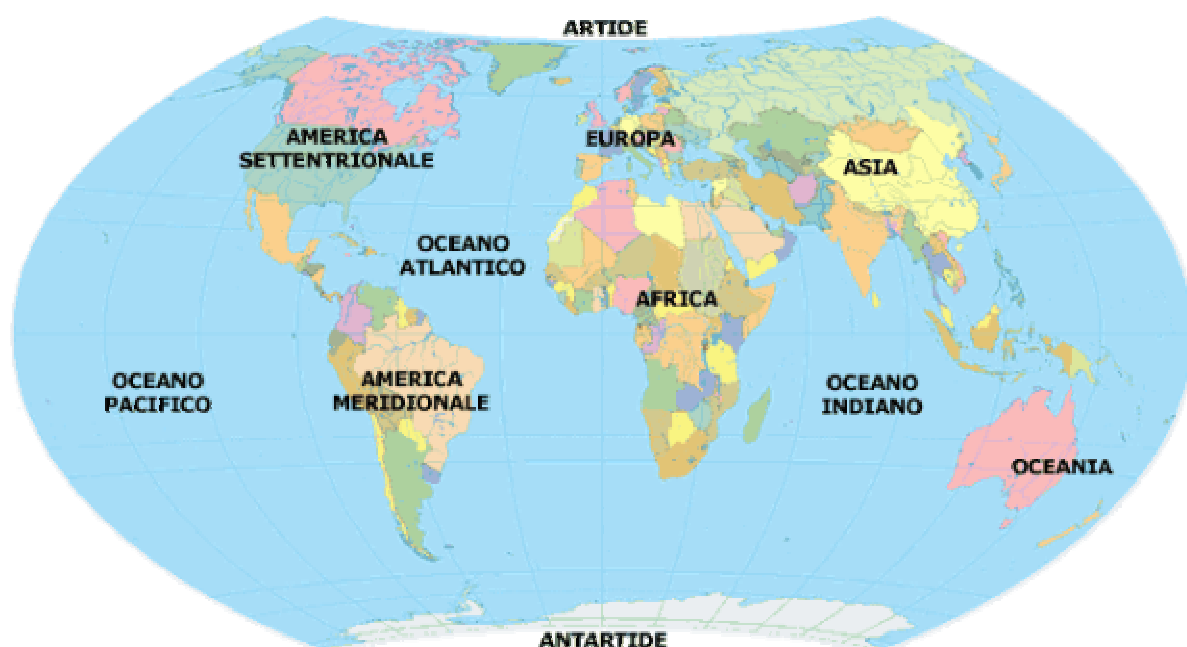 ARTIDE
AMERICA
SETTENTRIONALE
EUROPA
ASIA
OCEANO
ATLANTICO
AFRICA
OCEANO
PACIFICO
AMERICA
MERIDIONALE
OCEANO
INDIANO
OCEANIA
ANTARTIDE